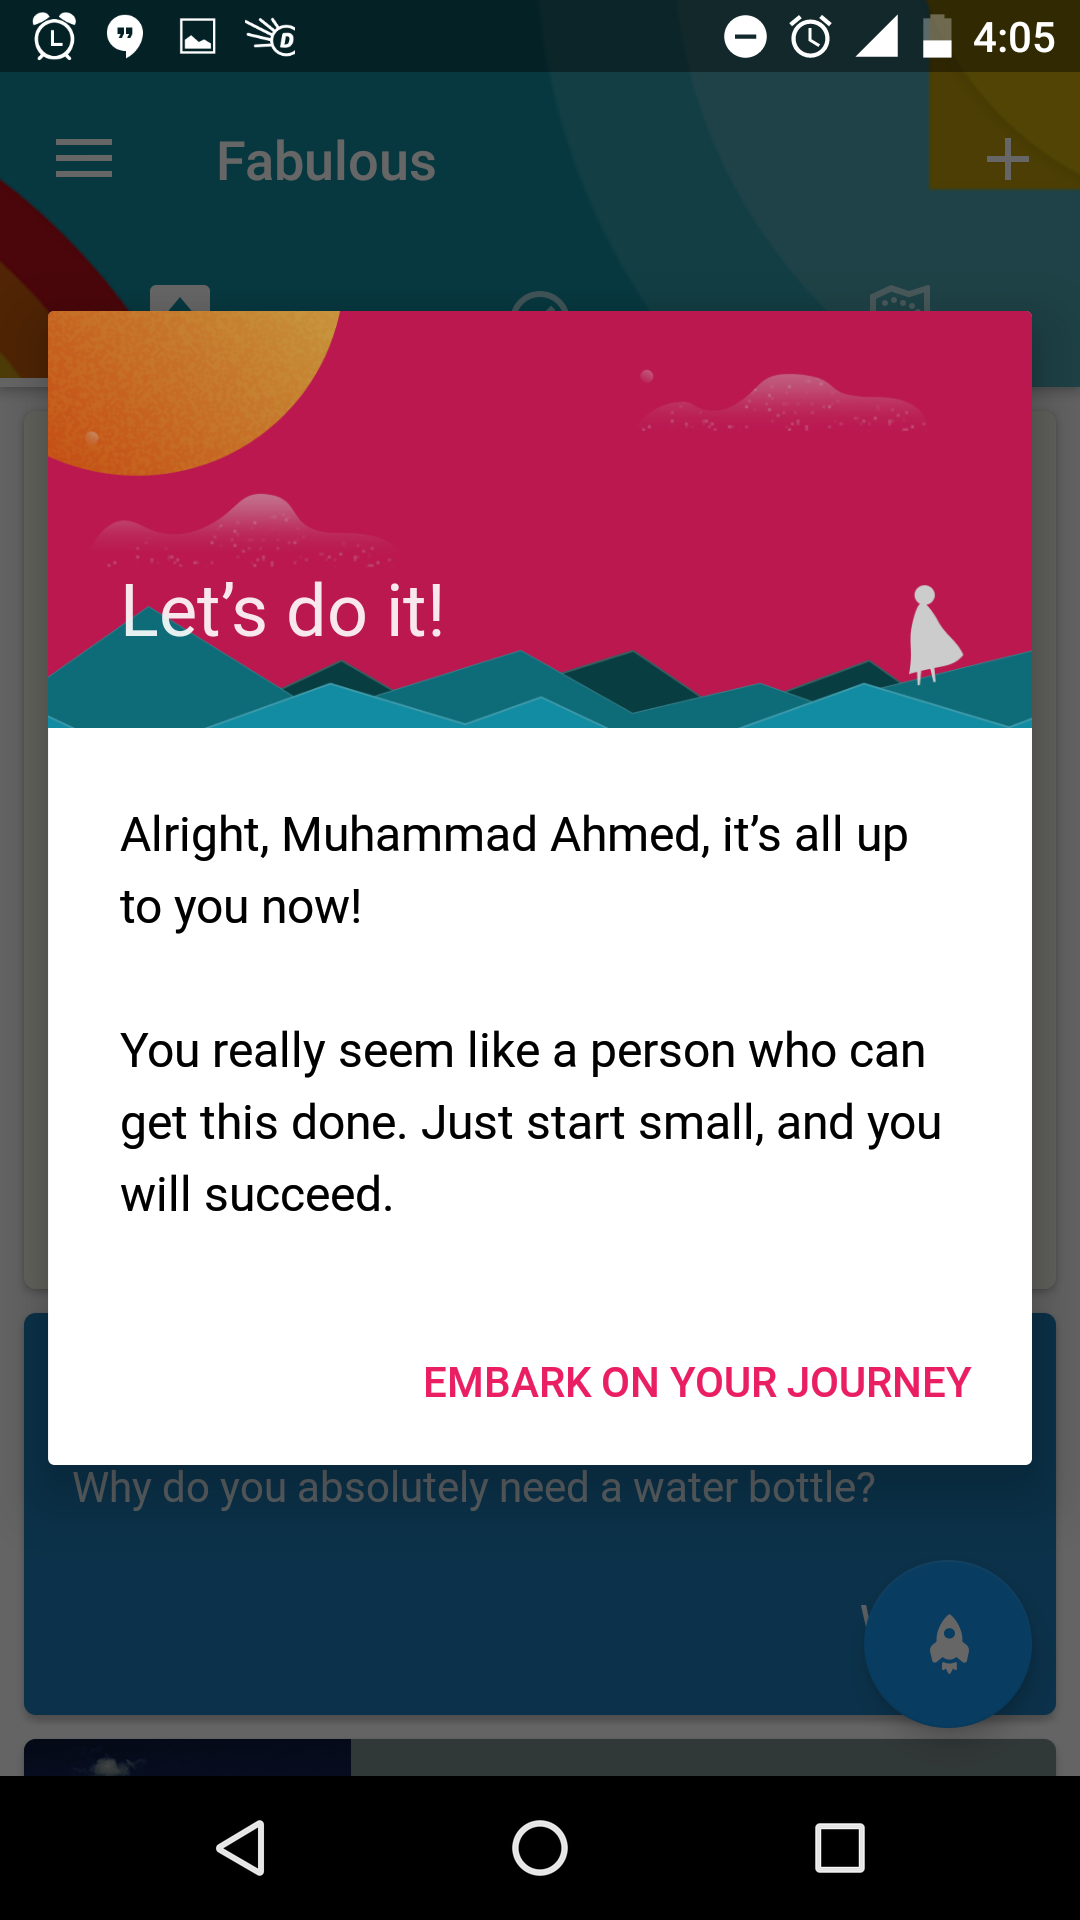 4:05
Fabulous
Let’s do it!
Alright, Muhammad Ahmed, it’s all up
to you now!
You really seem like a person who can
get this done. Just start small, and you
will succeed.
EMBARK ON YOUR JOURNEY
Why do you absolutely need a water bottle?